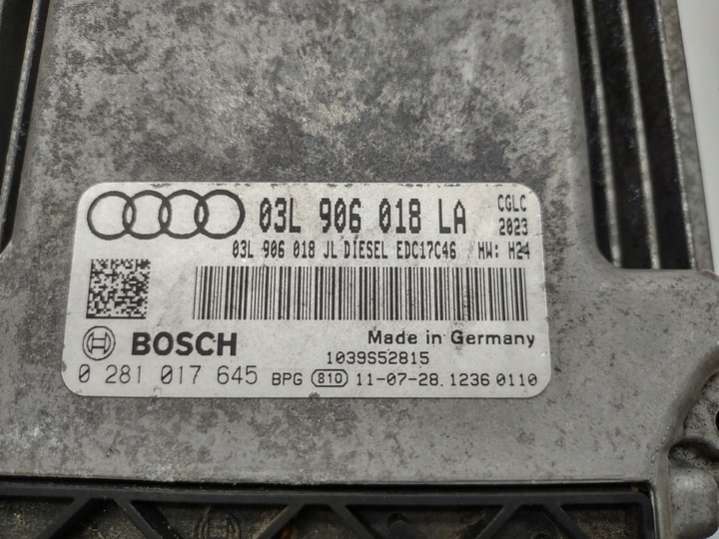 03L 906 018 LA CGLC
2023
03L 906 018 JL DIESEL EDC17C46 HW: H24
BOSCH Made in Germany
1039S52815
0 281 017 645 BPG 810 11-07-28.1236 0110